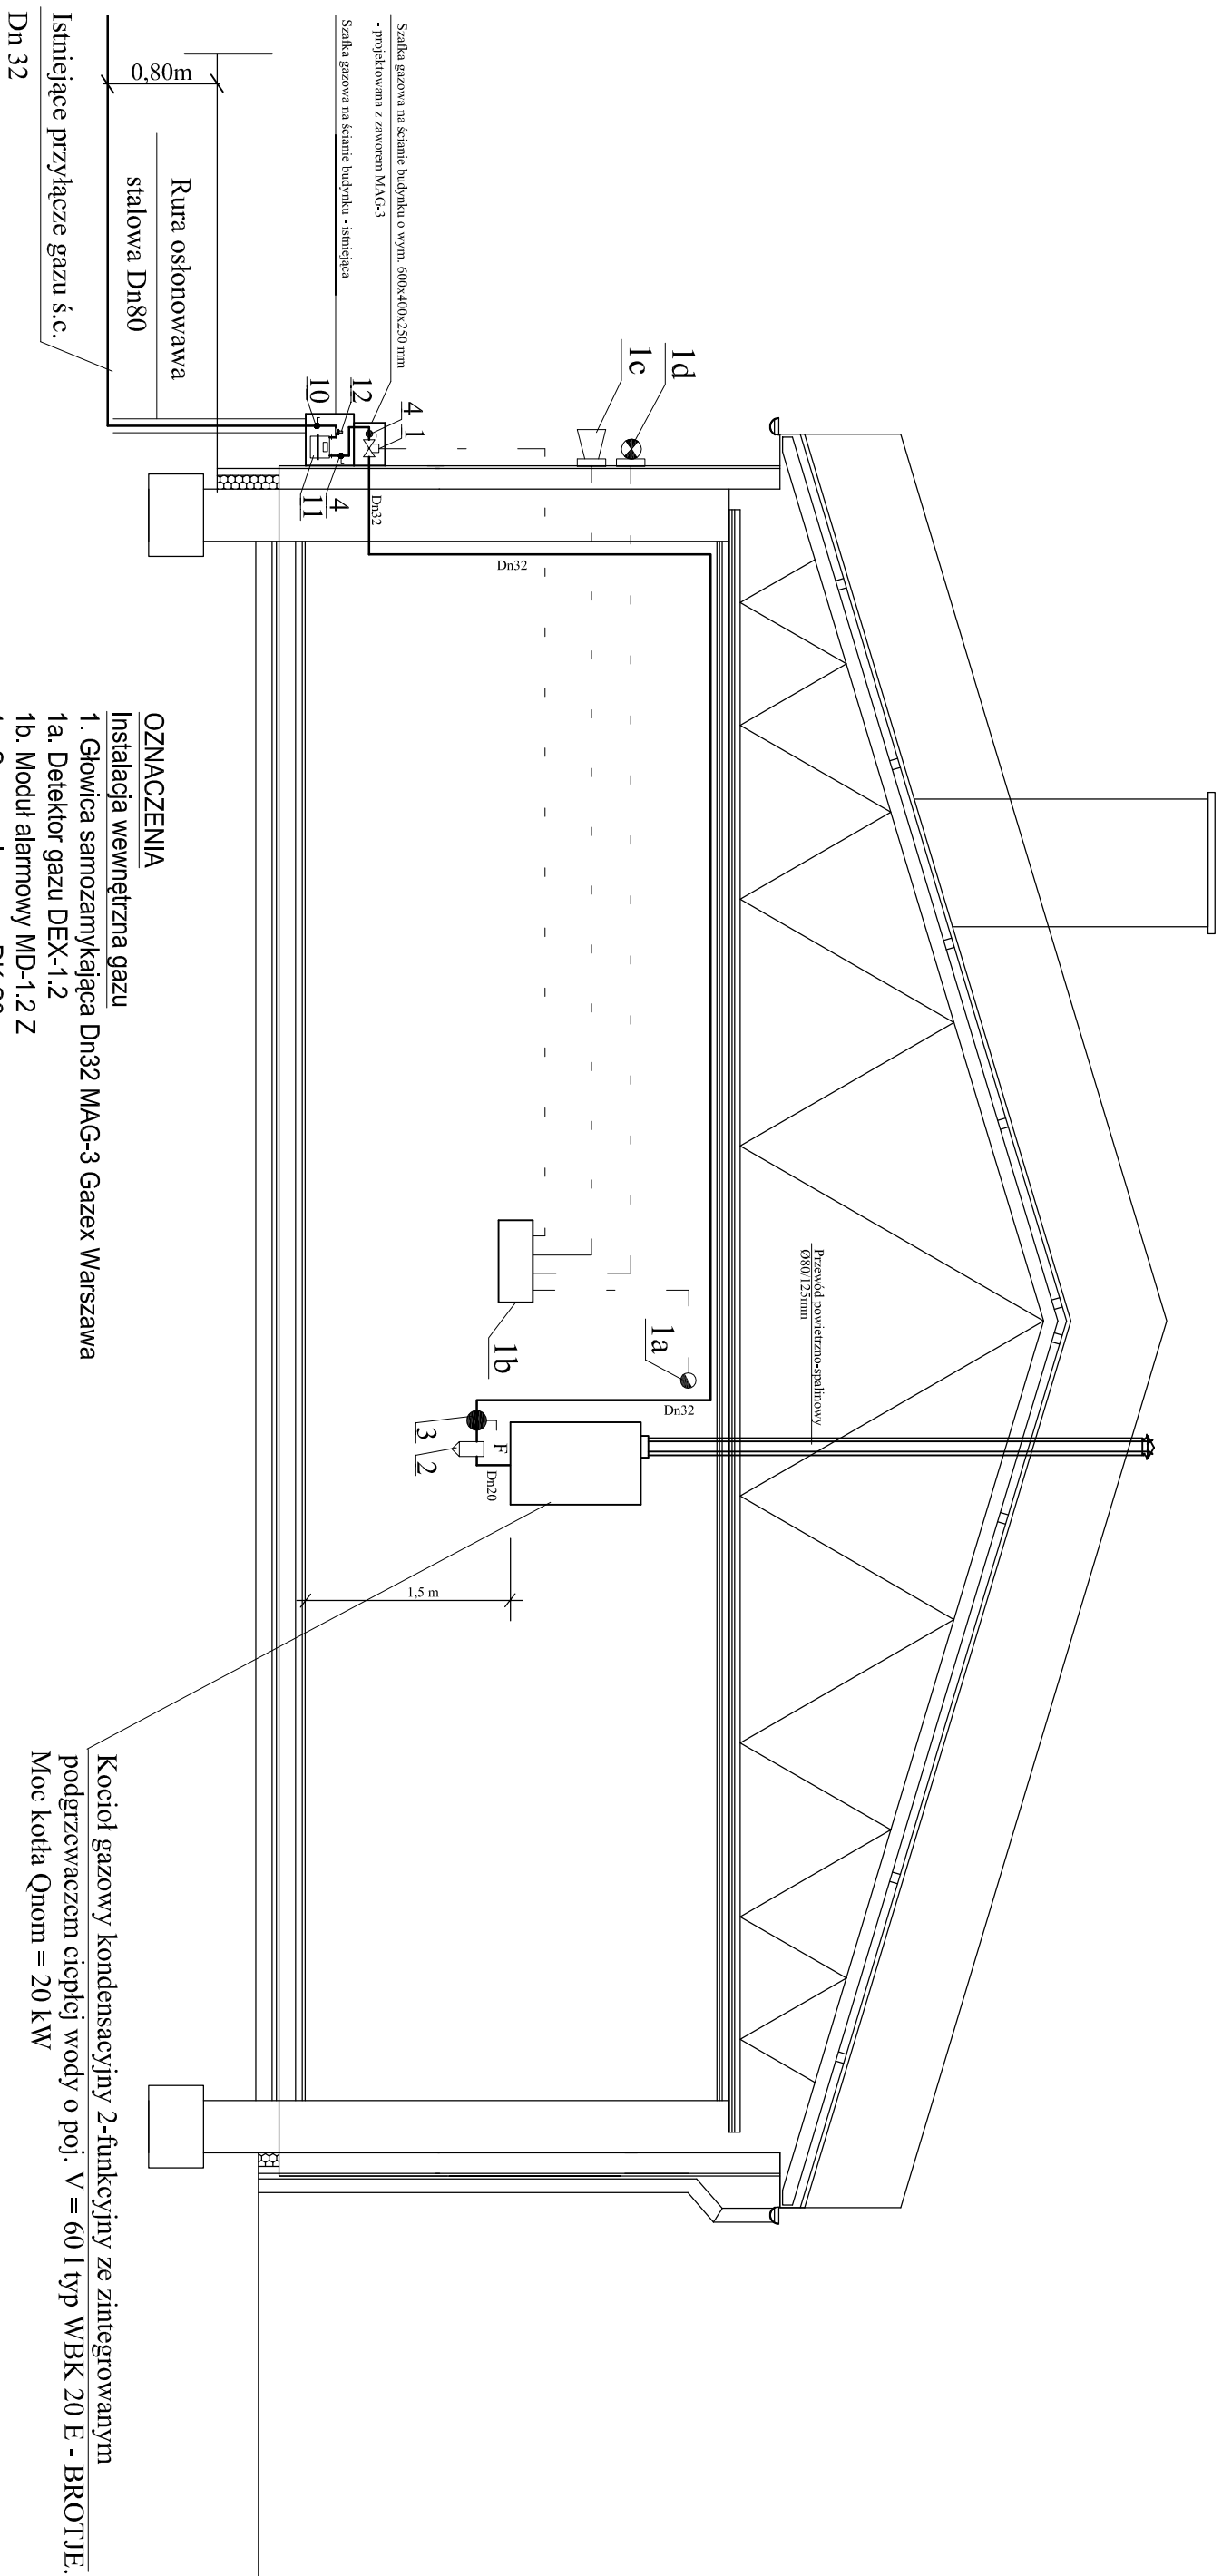 1d
1c
Szafka gazowa na ścianie budynku o wym. 600x400x250 mm
- projektowana z zaworem MAG-3
Szafka gazowa na ścianie budynku - istniejąca
4
1
12
10
4
11
Dn32
Dn32
0,80m
Rura osłonowawa
stalowa Dn80
Istniejące przyłącze gazu ś.c.
Dn 32
Przewód powietrzno-spalinowy
Ø80/125mm
1a
1b
Dn32
F
3
2
Dn20
1,5 m
Kocioł gazowy kondensacyjny 2-funkcyjny ze zintegrowanym
podgrzewaczem ciepłej wody o poj. V = 60 l typ WBK 20 E - BROTJE.
Moc kotła Qnom = 20 kW
OZNACZENIA
Instalacja wewnętrzna gazu
1. Głowica samozamykająca Dn32 MAG-3 Gazex Warszawa
1a. Detektor gazu DEX-1.2
1b. Moduł alarmowy MD-1.2 Z